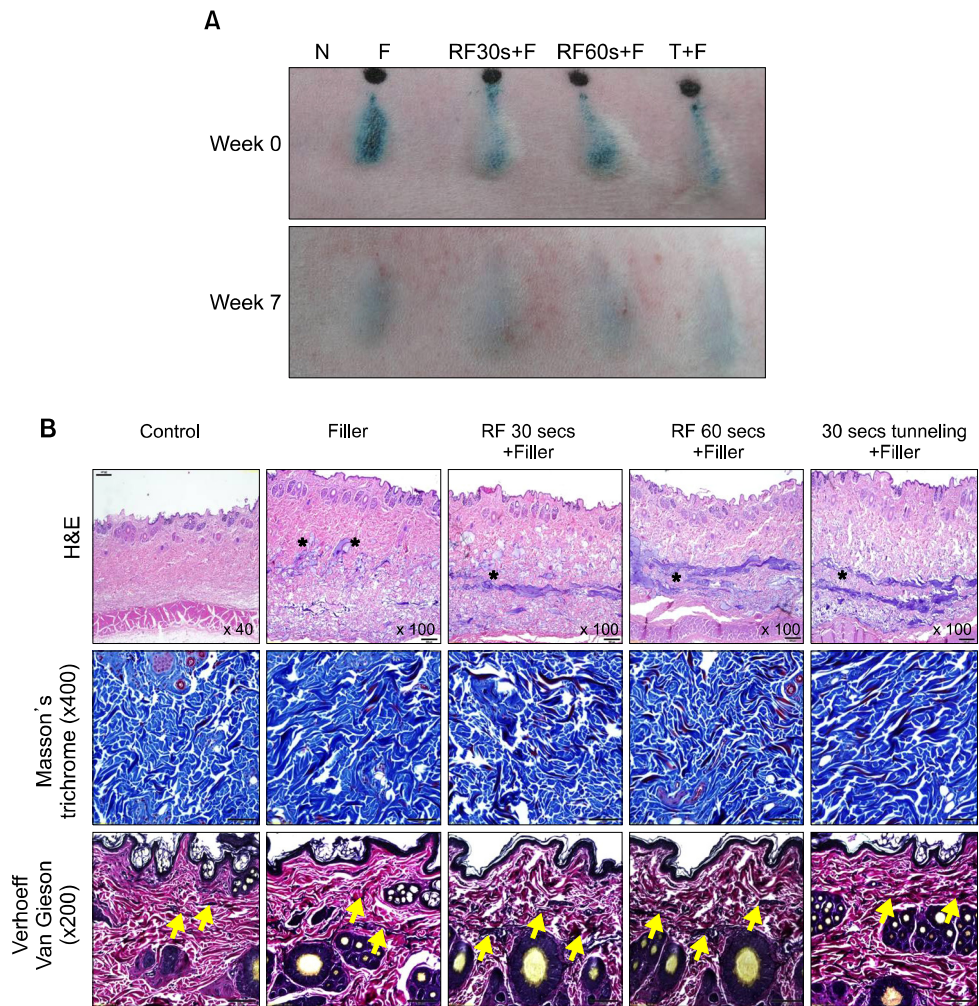 A
N F RF30s+F RF60s+F T+F
Week 0
Week 7
B
Control Filler RF 30 secs +Filler RF 60 secs +Filler 30 secs tunneling +Filler
H&E
x 40 x 100 x 100 x 100 x 100
Masson's
trichrome (x400)
Verhoeff
Van Gieson
(x200)